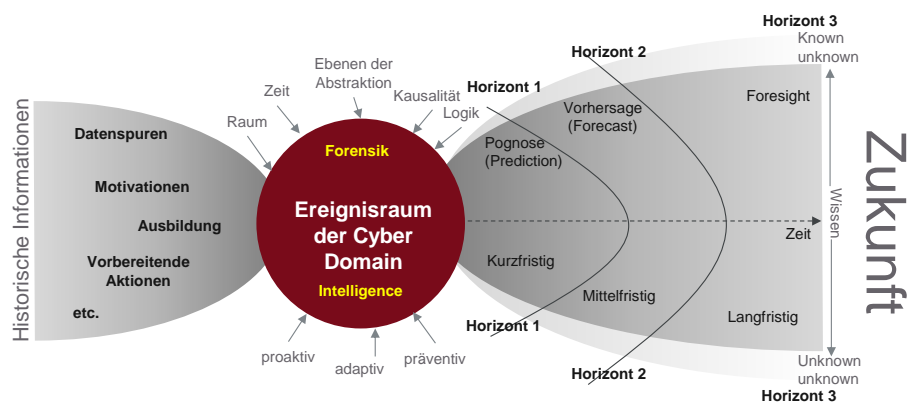 Historische Informationen
Datenspuren
Motivationen
Ausbildung
Vorbereitende
Aktionen
etc.
Raum
Zeit
Ebenen der
Abstraktion
Kausalität
Logik
Forensik
Ereignisraum
der Cyber
Domain
Intelligence
proaktiv
adaptiv
präventiv
Horizont 1
Horizont 2
Horizont 3
Known
unknown
Pognose
(Prediction)
Vorhersage
(Forecast)
Foresight
Wissen
Zeit
Kurzfristig
Mittelfristig
Langfristig
Horizont 1
Horizont 2
Unknown
unknown
Horizont 3
Zukunft